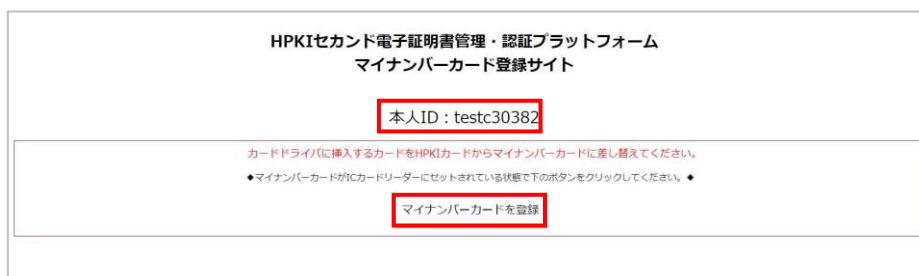 HPKIセカンド電子証明書管理・認証プラットフォーム
マイナンバーカード登録サイト
本人ID：testc30382
カードドライバに挿入するカードをHPKIカードからマイナンバーカードに差し替えてください。
◆マイナンバーカードがICカードリーダーにセットされている状態で下のボタンをクリックしてください。◆
マイナンバーカードを登録